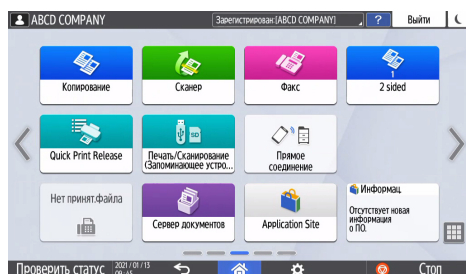 ABCD COMPANY
Зарегистрирован:[ABCD COMPANY]
?
Выйти
Копирование
Сканер
Факс
1
2 sided
Quick Print Release
SD
Печать/Сканирование
(Запоминающее устро...
Прямое
соединение
Нет принят.файла
Сервер документов
Application Site
Информац.
Отсутствует новая
информация
о ПО.
Проверить статус
2021/01/13
Стоп